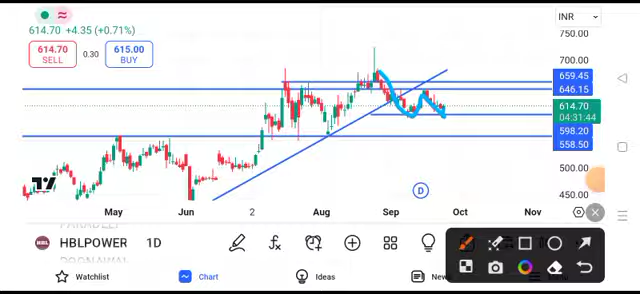 INR
750.00
614.70 +4.35 (+0.71%)
614.70
SELL
0.30
615.00
BUY
700.00
659.45
646.15
614.70
04:31:44
598.20
558.50
500.00
450.00
D
May Jun 2 Aug Sep Oct Nov
HBL
HBLPOWER 1D
Watchlist
Chart
Ideas
News